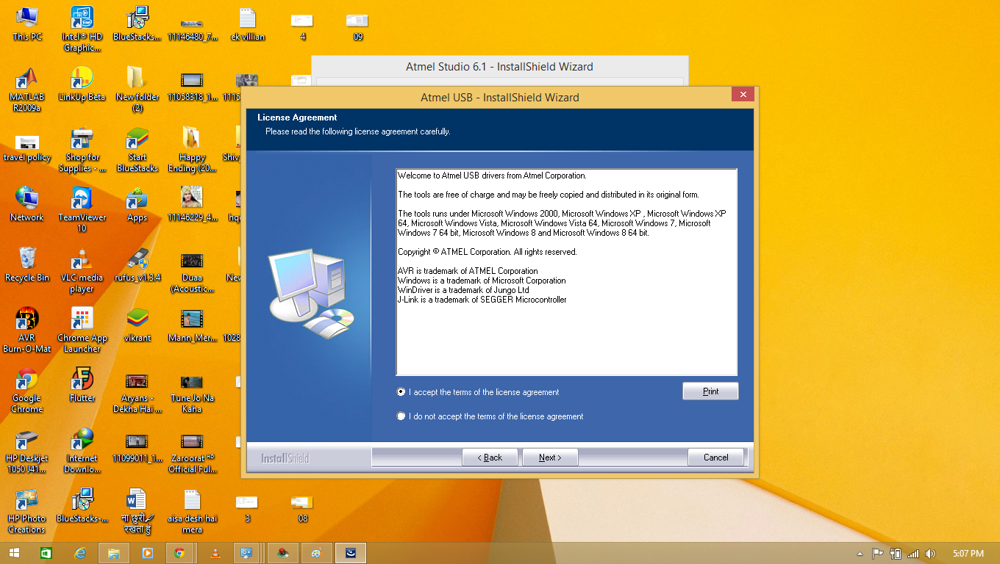 This PC
Intel® HD
Graphic...
BlueStacks...
11146480_7...
ek villian
4
09
MATLAB
R2009a
LinkUp Beta
New folder
(2)
11058318_1...
travel policy
Shop for
Supplies - ...
Start
BlueStacks
Happy
Ending (20...
Network
TeamViewer
10
Apps
11146229_4...
Recycle Bin
VLC media
player
rufus_v1.3.4
Duaa
(Acoustic...
AVR
Burn-O-Mat
Chrome App
Launcher
vikrant
Mann_Mer...
Google
Chrome
Flutter
Aryans -
Dekha Hai ...
Tune Jo Na
Kaha
HP Deskjet
1050 J41...
Internet
Downlo...
11099011_1...
Zaroorat HD
Official Full...
HP Photo
Creations
BlueStacks-...
ना छुरी
रखता हुं
aisa desh hai
mera
3
08
Atmel Studio 6.1 - InstallShield Wizard
Atmel USB - InstallShield Wizard
License Agreement
Please read the following license agreement carefully.
Welcome to Atmel USB drivers from Atmel Corporation.
The tools are free of charge and may be freely copied and distributed in its original form.
The tools runs under Microsoft Windows 2000, Microsoft Windows XP , Microsoft Windows XP
64, Microsoft Windows Vista, Microsoft Windows Vista 64, Microsoft Windows 7, Microsoft
Windows 7 64 bit, Microsoft Windows 8 and Microsoft Windows 8 64 bit.
Copyright © ATMEL Corporation. All rights reserved.
AVR is trademark of ATMEL Corporation
Windows is a trademark of Microsoft Corporation
WinDriver is a trademark of Jungo Ltd
J-Link is a trademark of SEGGER Microcontroller
I accept the terms of the license agreement
Print
I do not accept the terms of the license agreement
InstallShield
< Back
Next >
Cancel
5:07 PM